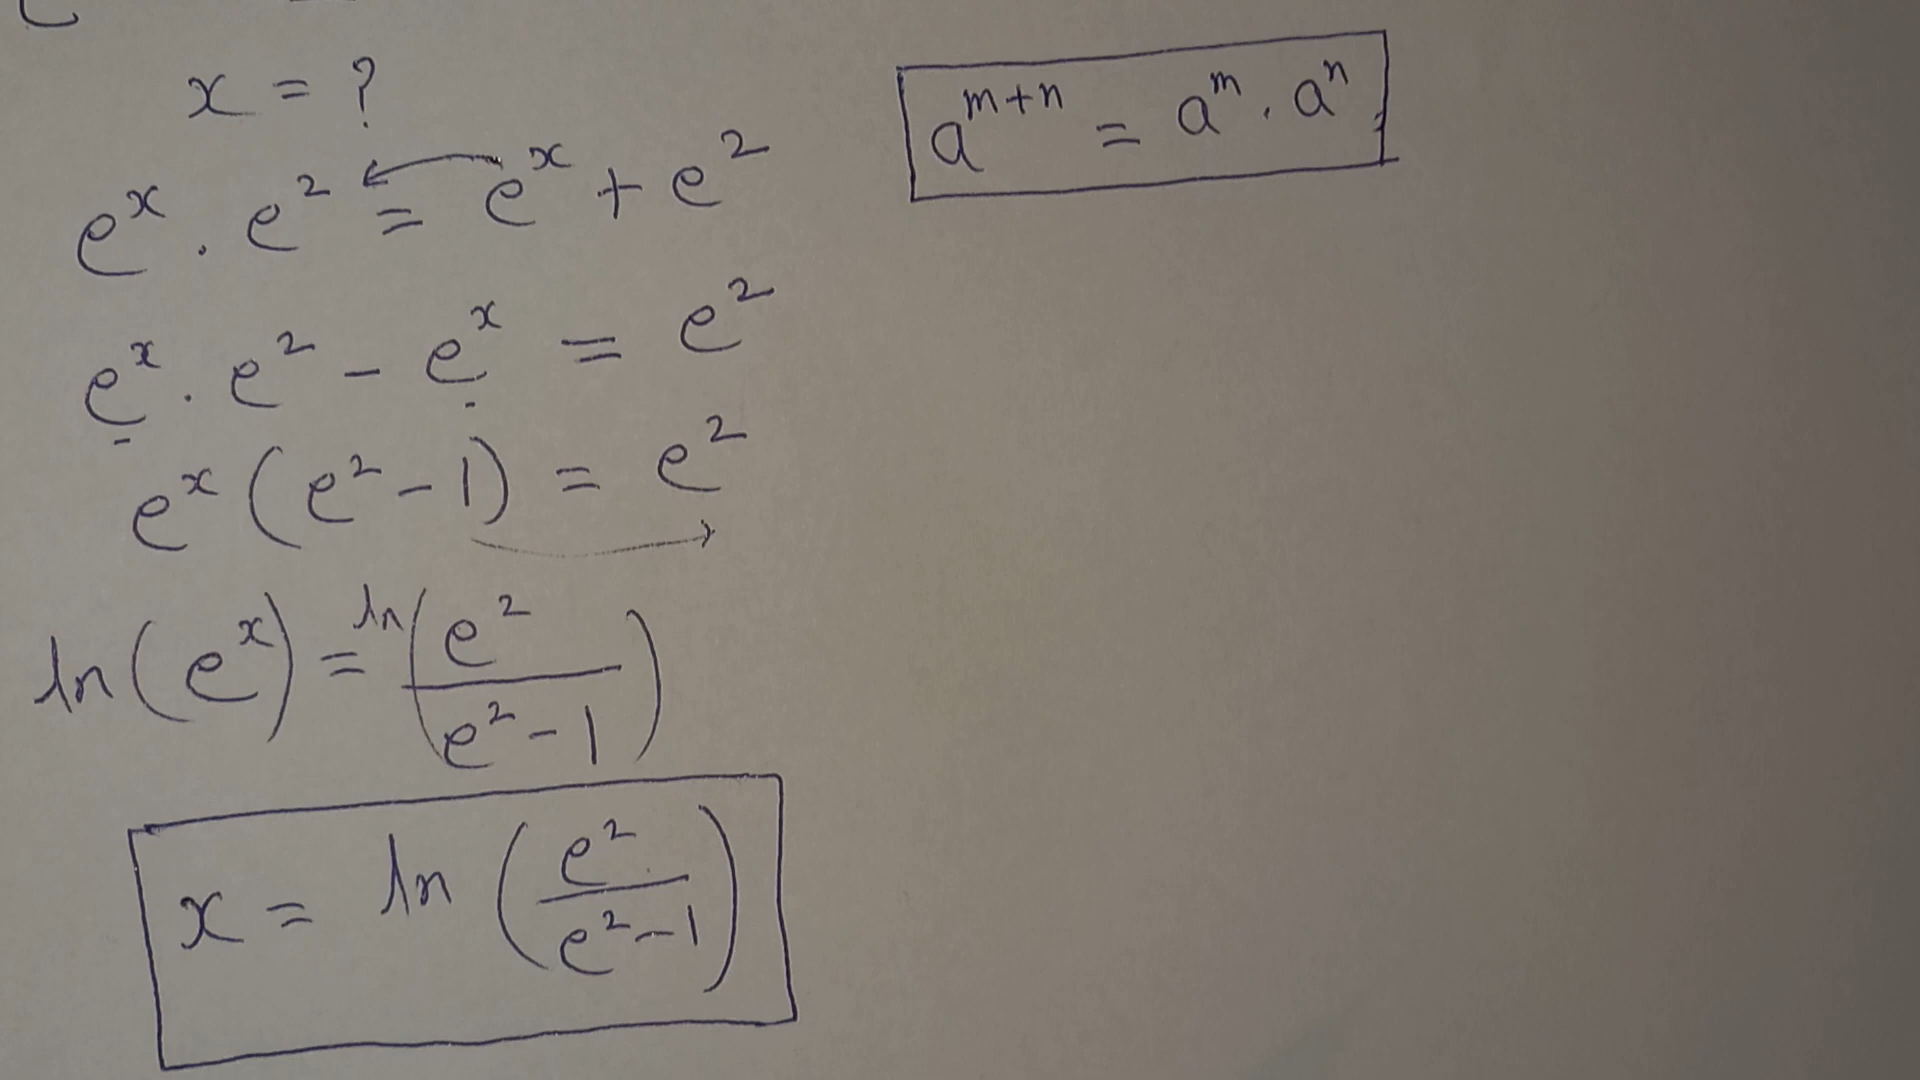 x = ?
a^{m+n} = a^m . a^n
e^x . e^2 = e^x + e^2
e^x . e^2 - e^x = e^2
e^x (e^2 - 1) = e^2
ln(e^x) = ln(e^2 / (e^2 - 1))
x = ln(e^2 / (e^2 - 1))